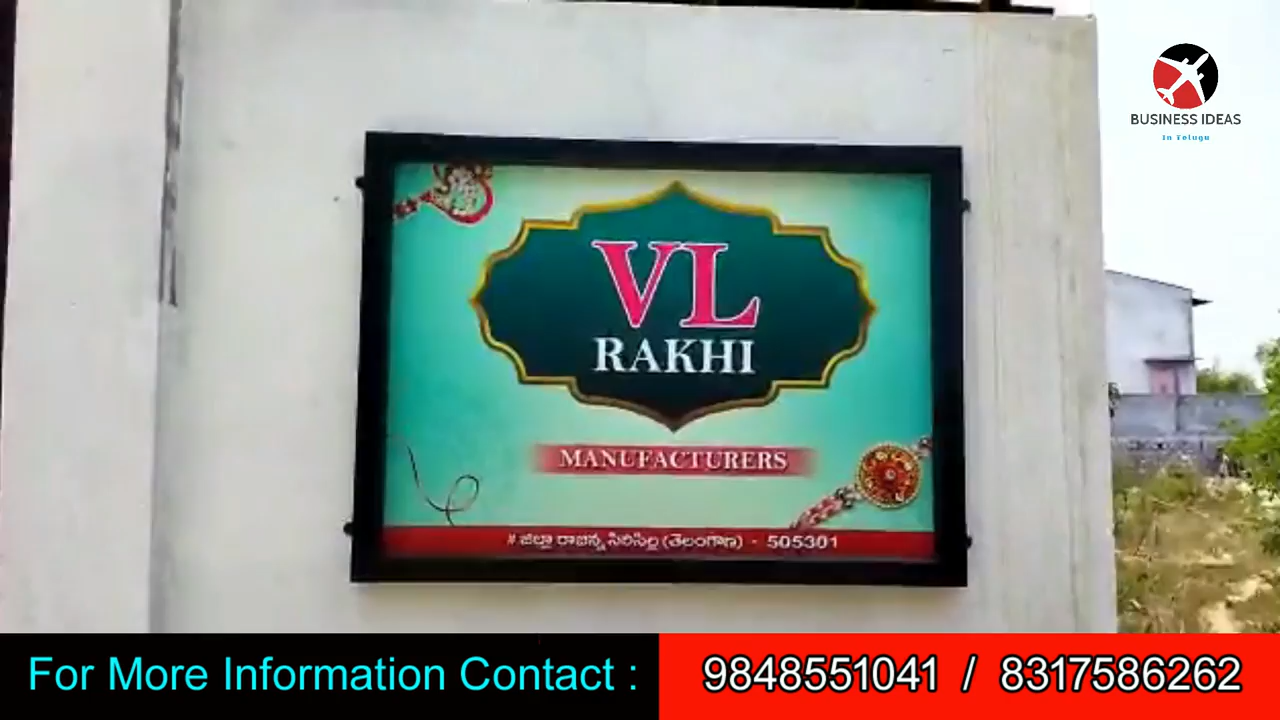 BUSINESS IDEAS
In Telugu
VL
RAKHI
MANUFACTURERS
# జిల్లా రాజన్న సిరిసిల్ల (తెలంగాణ) - 505301
For More Information Contact : 9848551041 / 8317586262